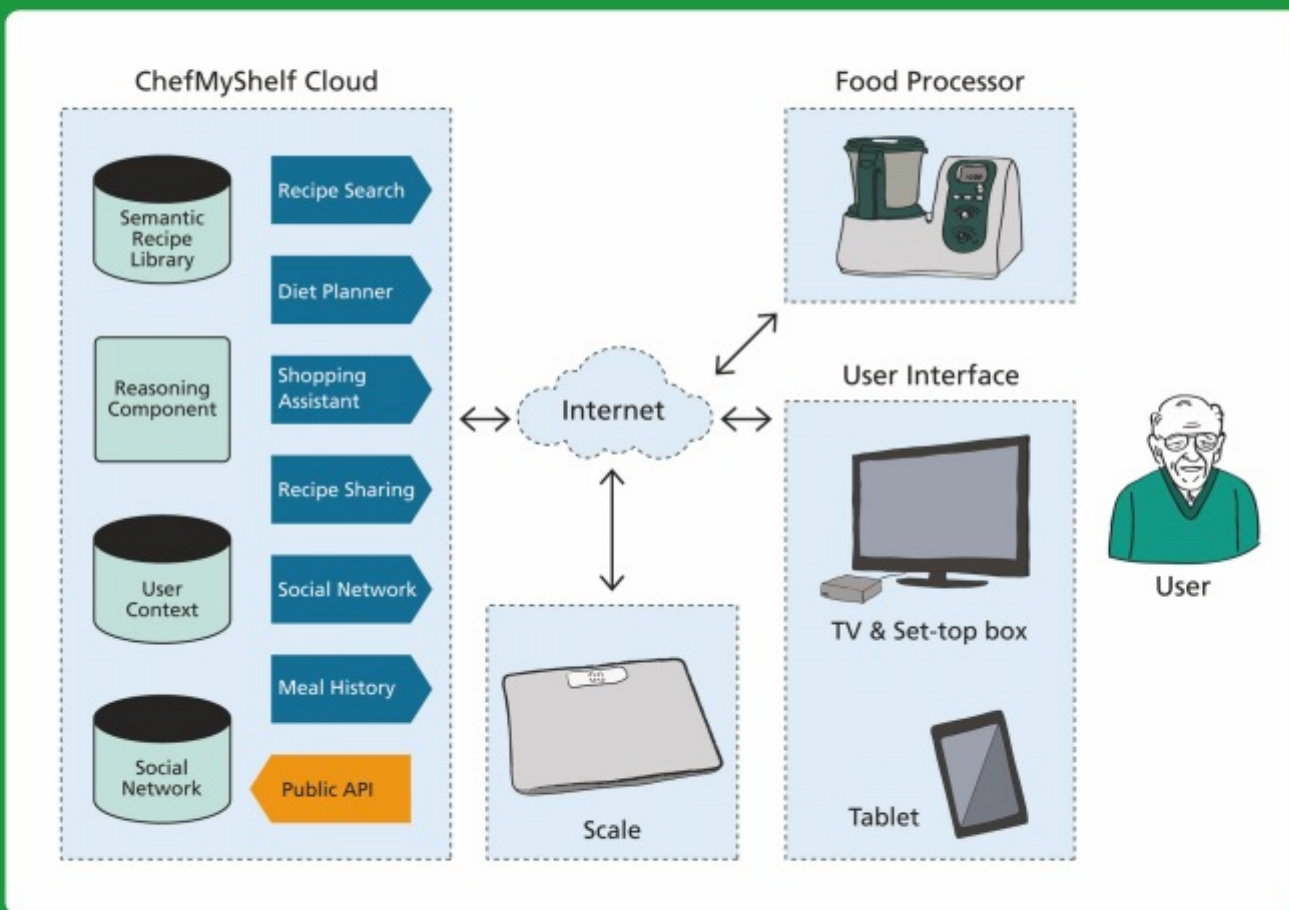 ChefMyShelf Cloud
Semantic
Recipe
Library
Reasoning
Component
User
Context
Social
Network
Recipe Search
Diet Planner
Shopping
Assistant
Recipe Sharing
Social Network
Meal History
Public API
Internet
Scale
Food Processor
User Interface
TV & Set-top box
Tablet
User